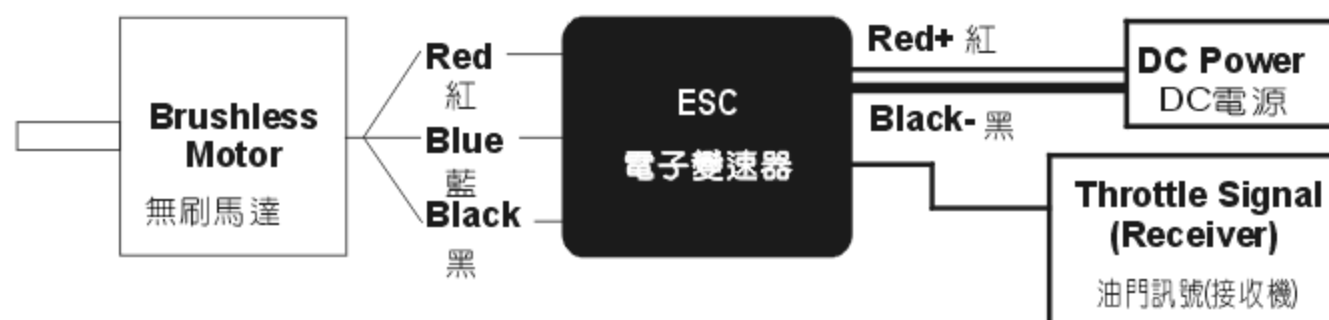 Brushless
Motor
無刷馬達
Red
紅
Blue
藍
Black
黑
ESC
電子變速器
Red+ 紅
Black- 黑
DC Power
DC電源
Throttle Signal
(Receiver)
油門訊號(接收機)